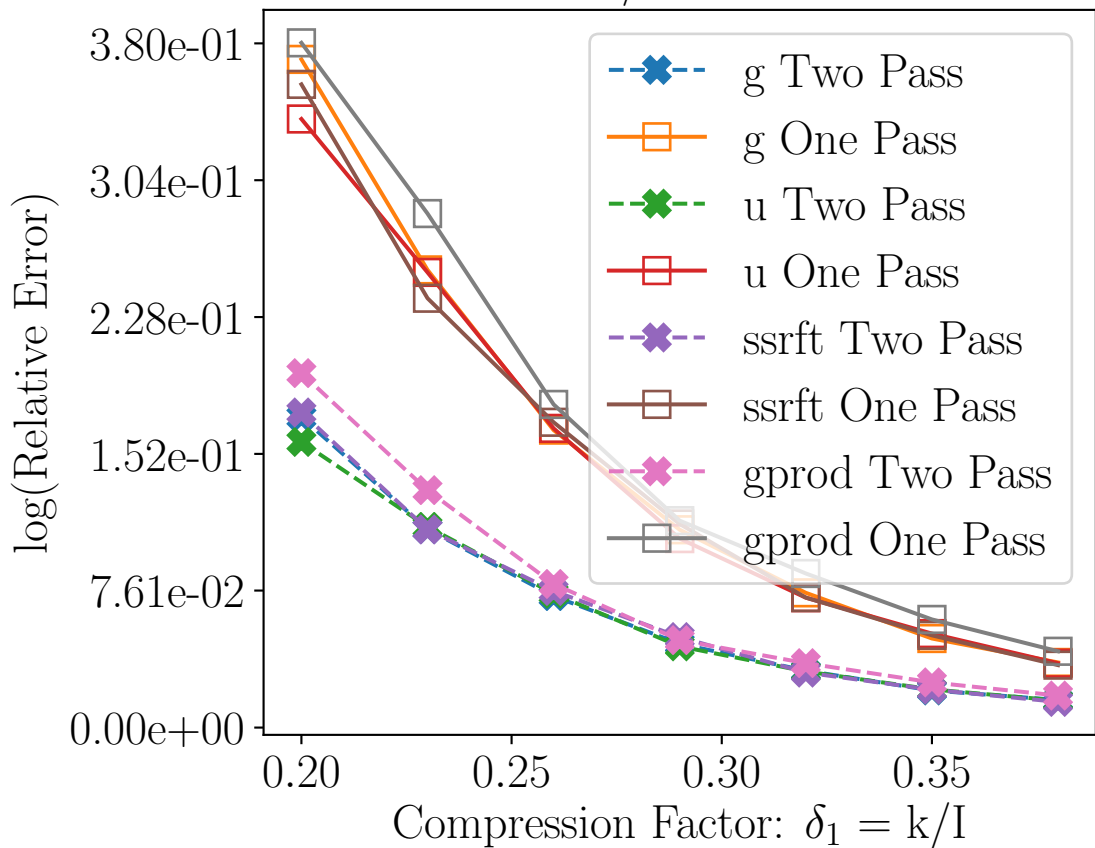 3.80e-01
3.04e-01
2.28e-01
1.52e-01
7.61e-02
0.00e+00
log(Relative Error)
g Two Pass
g One Pass
u Two Pass
u One Pass
ssrft Two Pass
ssrft One Pass
gprod Two Pass
gprod One Pass
0.20 0.25 0.30 0.35
Compression Factor: δ₁ = k/I